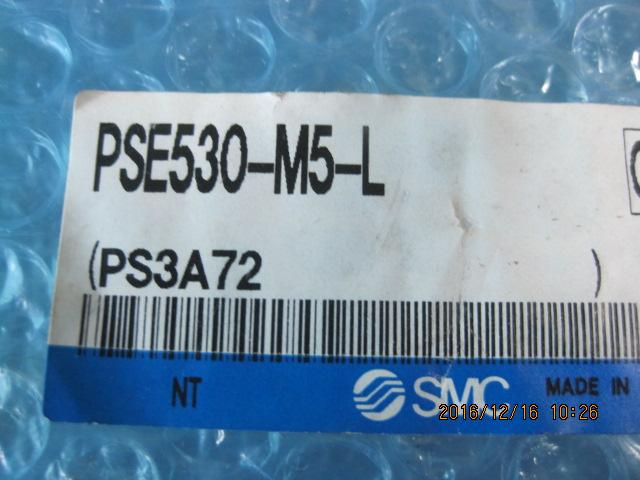 PSE530-M5-L
(PS3A72 )
NT SMC MADE IN
2016/12/16 10:26